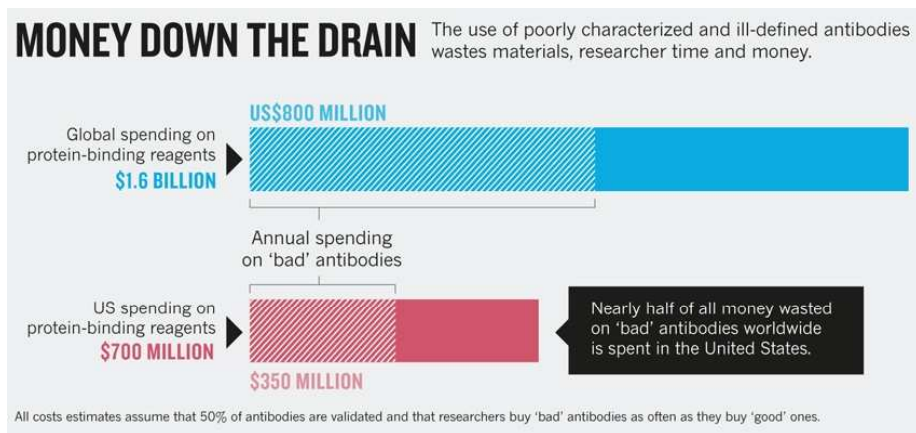 MONEY DOWN THE DRAIN
The use of poorly characterized and ill-defined antibodies
wastes materials, researcher time and money.
US$800 MILLION
Global spending on
protein-binding reagents
$1.6 BILLION
Annual spending
on ‘bad’ antibodies
US spending on
protein-binding reagents
$700 MILLION
$350 MILLION
Nearly half of all money wasted
on ‘bad’ antibodies worldwide
is spent in the United States.
All costs estimates assume that 50% of antibodies are validated and that researchers buy ‘bad’ antibodies as often as they buy ‘good’ ones.